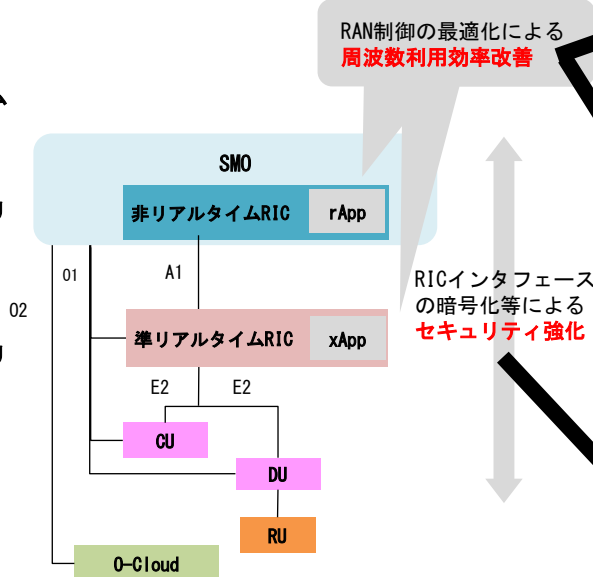 RAN制御の最適化による
周波数利用効率改善
SMO
非リアルタイムRIC
rApp
O1
A1
O2
RICインタフェース
の暗号化等による
セキュリティ強化
準リアルタイムRIC
xApp
E2
E2
CU
DU
RU
O-Cloud